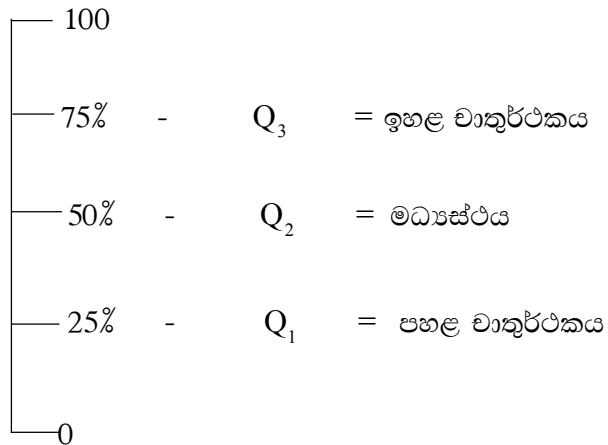 100
75% - Q₃ = ඉහළ චාතුර්ථකය
50% - Q₂ = මධ්‍යස්ථය
25% - Q₁ = පහළ චාතුර්ථකය
0